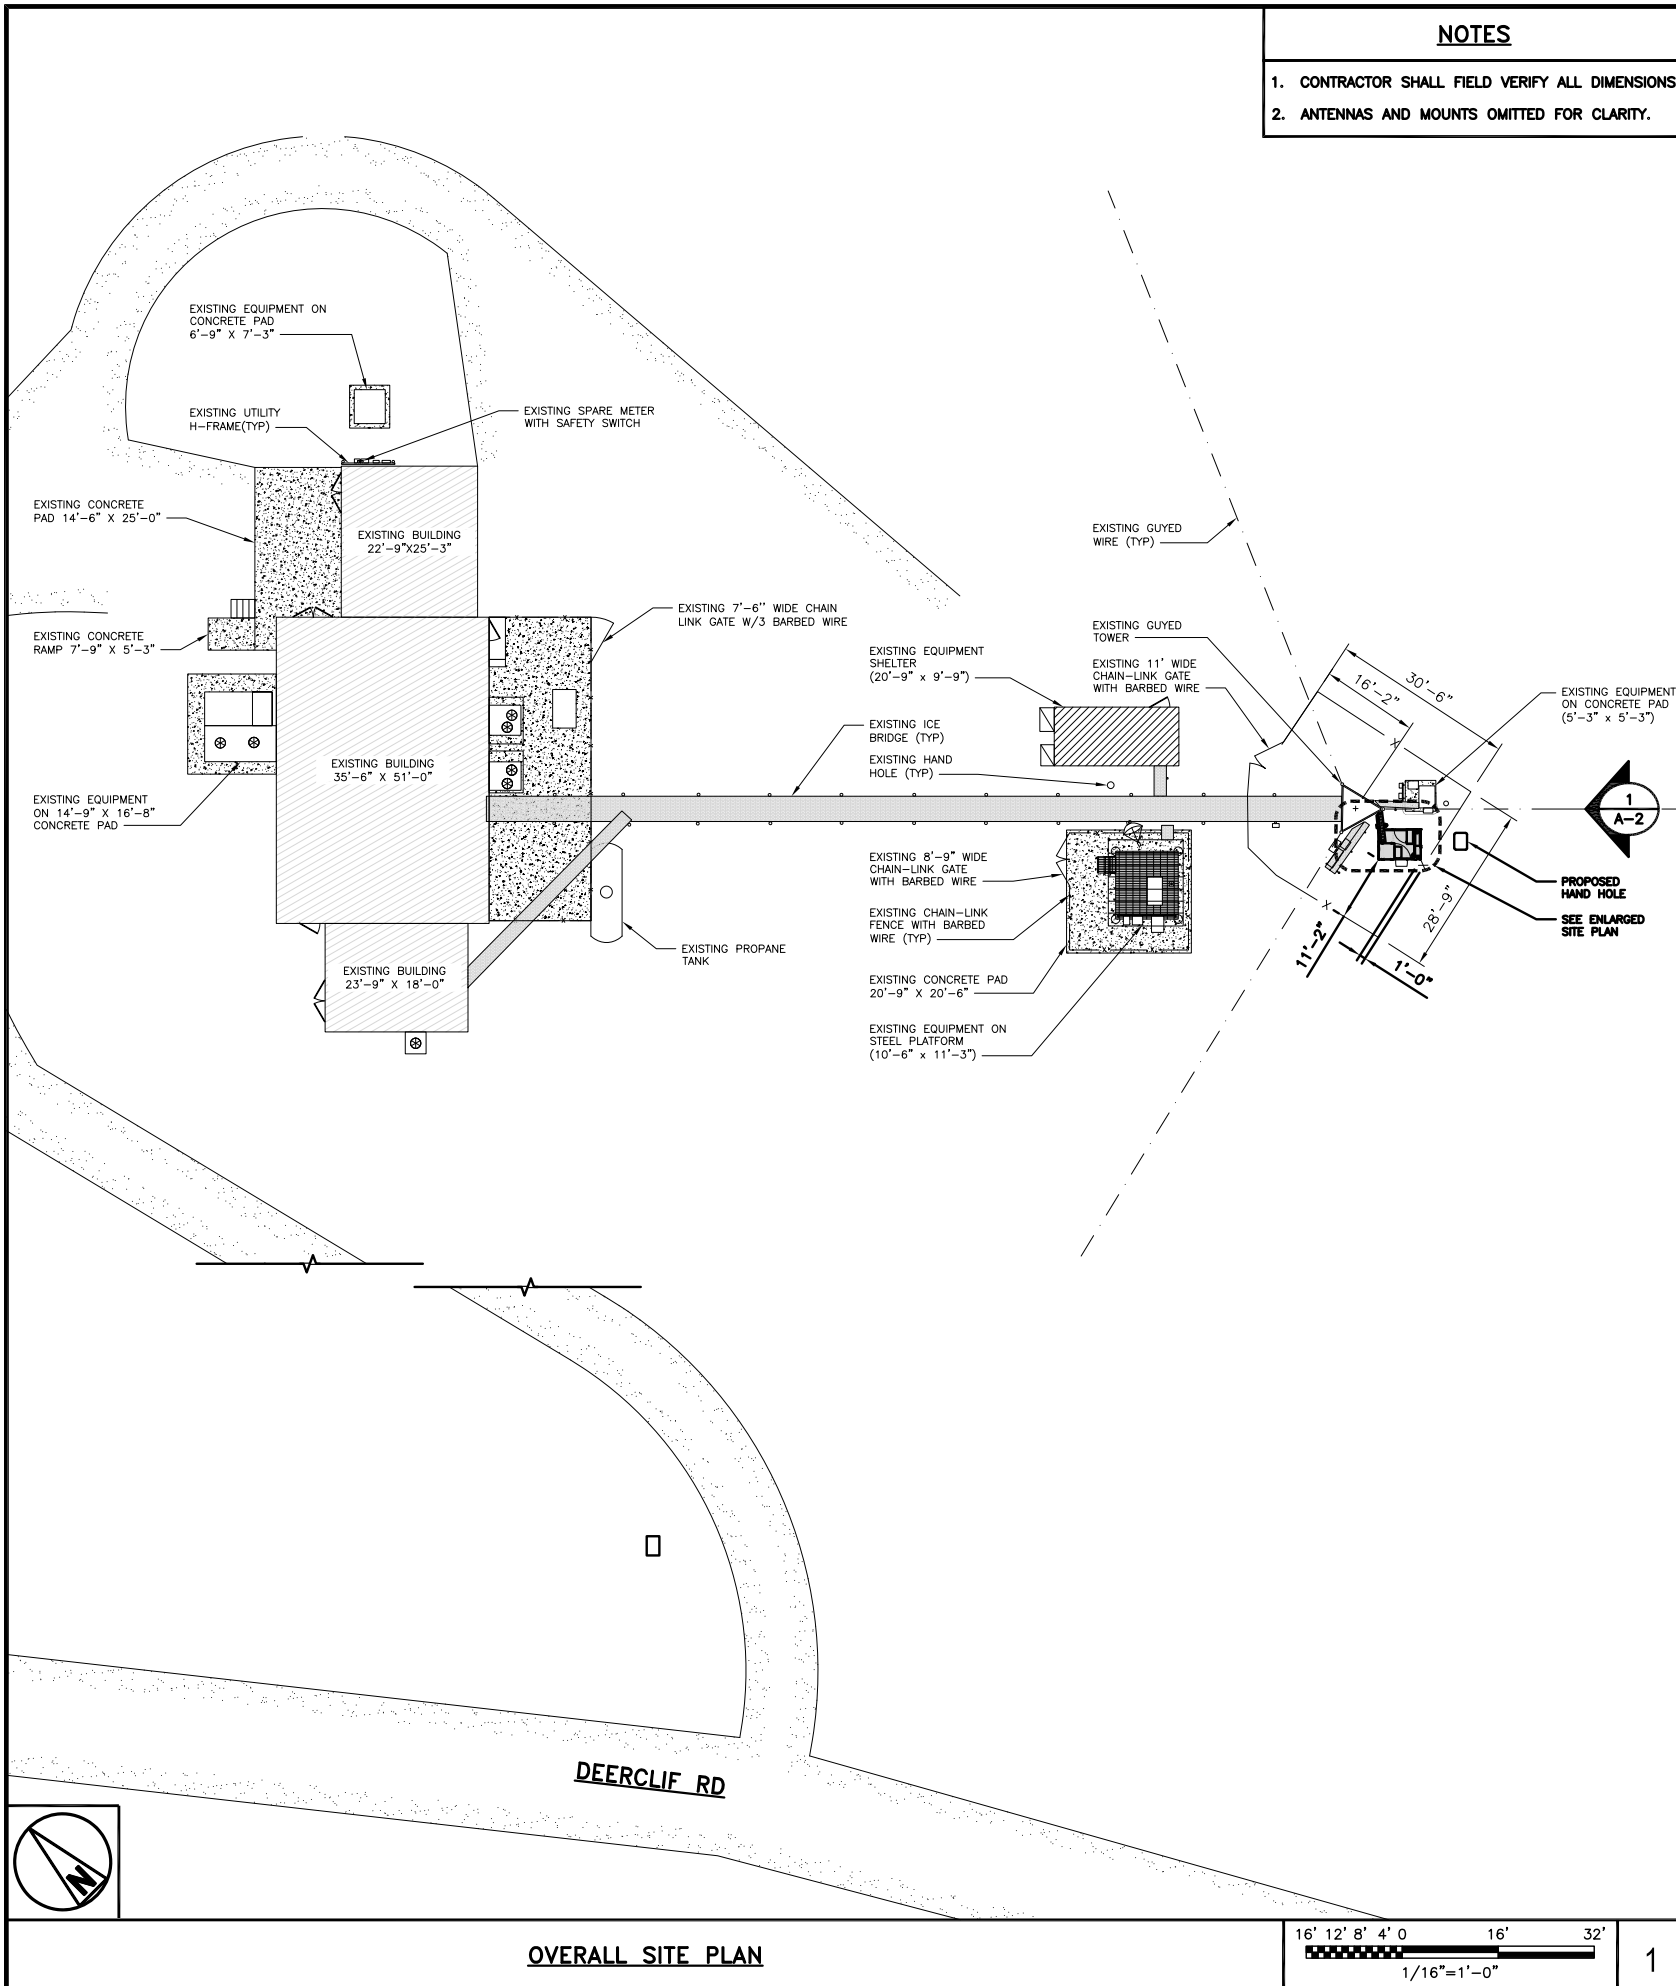 NOTES
1. CONTRACTOR SHALL FIELD VERIFY ALL DIMENSIONS
2. ANTENNAS AND MOUNTS OMITTED FOR CLARITY.
EXISTING EQUIPMENT ON
CONCRETE PAD
6'-9" X 7'-3"
EXISTING UTILITY
H-FRAME(TYP)
EXISTING SPARE METER
WITH SAFETY SWITCH
EXISTING CONCRETE
PAD 14'-6" X 25'-0"
EXISTING BUILDING
22'-9"X25'-3"
EXISTING GUYED
WIRE (TYP)
EXISTING CONCRETE
RAMP 7'-9" X 5'-3"
EXISTING 7'-6'' WIDE CHAIN
LINK GATE W/3 BARBED WIRE
EXISTING EQUIPMENT
SHELTER
(20'-9" x 9'-9")
EXISTING GUYED
TOWER
EXISTING 11' WIDE
CHAIN-LINK GATE
WITH BARBED WIRE
30'-6"
16'-2"
X
EXISTING EQUIPMENT
ON CONCRETE PAD
(5'-3" x 5'-3")
EXISTING ICE
BRIDGE (TYP)
EXISTING HAND
HOLE (TYP)
EXISTING BUILDING
35'-6" X 51'-0"
EXISTING EQUIPMENT
ON 14'-9" X 16'-8"
CONCRETE PAD
1
A-2
EXISTING 8'-9" WIDE
CHAIN-LINK GATE
WITH BARBED WIRE
PROPOSED
HAND HOLE
SEE ENLARGED
SITE PLAN
X
28'-9"
11'-2"
1'-0"
EXISTING CHAIN-LINK
FENCE WITH BARBED
WIRE (TYP)
EXISTING PROPANE
TANK
EXISTING BUILDING
23'-9" X 18'-0"
EXISTING CONCRETE PAD
20'-9" X 20'-6"
EXISTING EQUIPMENT ON
STEEL PLATFORM
(10'-6" x 11'-3")
DEERCLIF RD
N
OVERALL SITE PLAN
16' 12' 8' 4' 0 16' 32'
1/16"=1'-0"
1